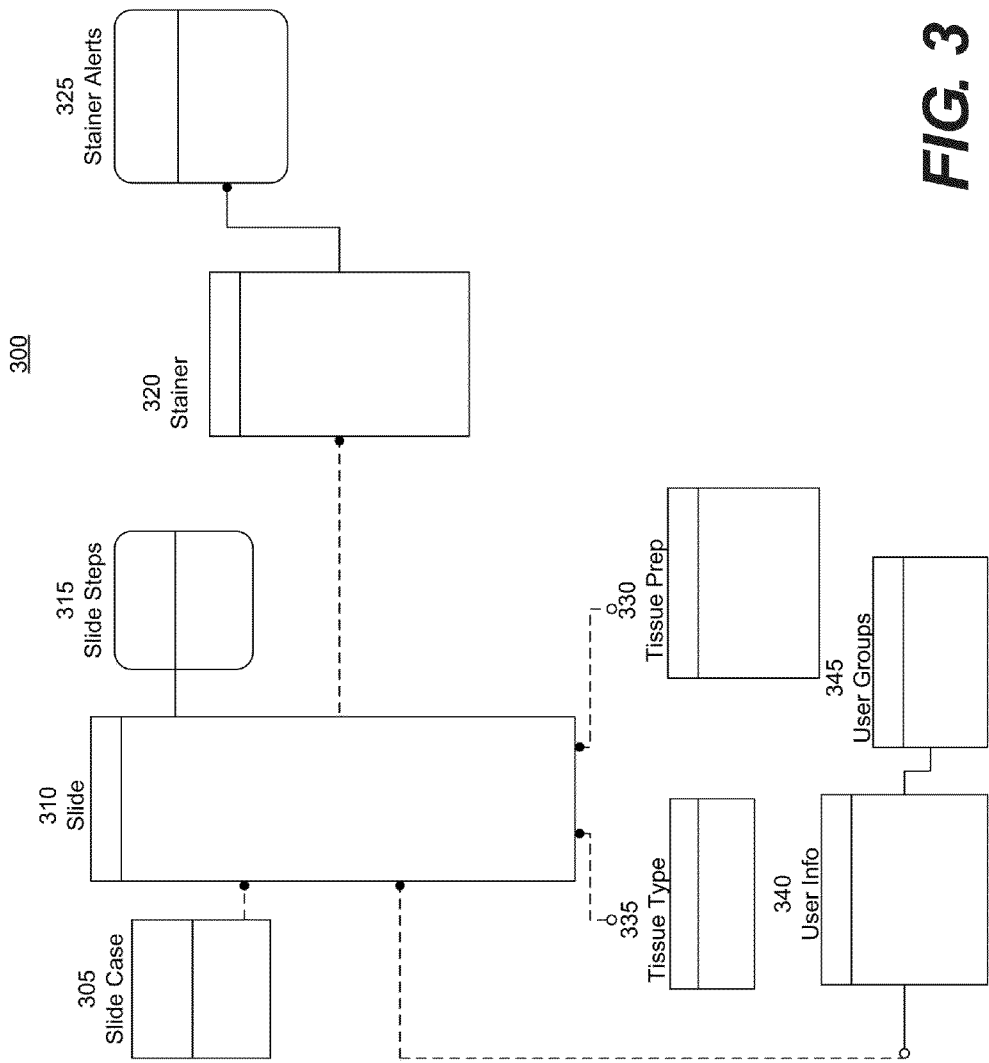 300
305
Slide Case
310
Slide
315
Slide Steps
320
Stainer
325
Stainer Alerts
335
Tissue Type
330
Tissue Prep
340
User Info
345
User Groups
FIG. 3